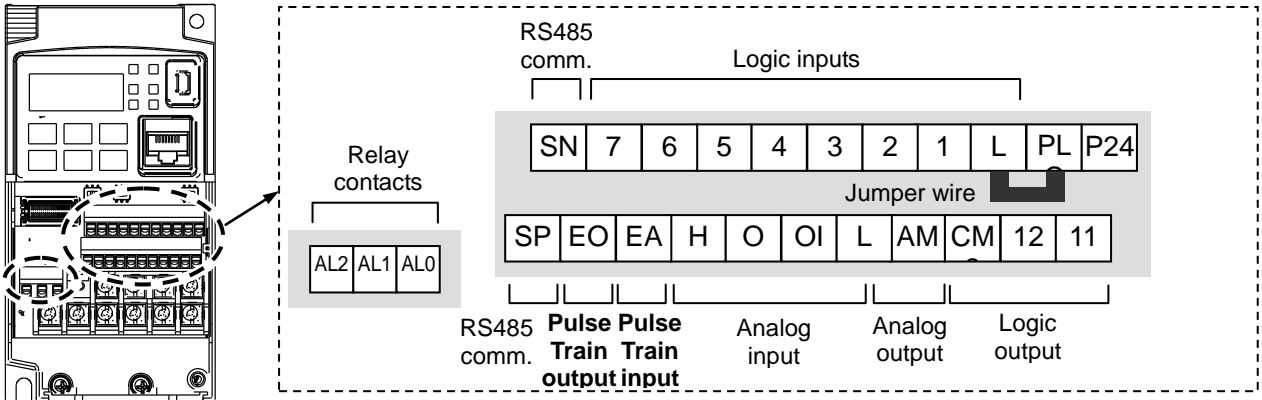 RS485
comm.
Logic inputs
SN 7 6 5 4 3 2 1 L PL P24
Relay
contacts
Jumper wire
SP EO EA H O OI L AM CM 12 11
AL2 AL1 AL0
RS485
comm.
Pulse
Train
output
Pulse
Train
input
Analog
input
Analog
output
Logic
output